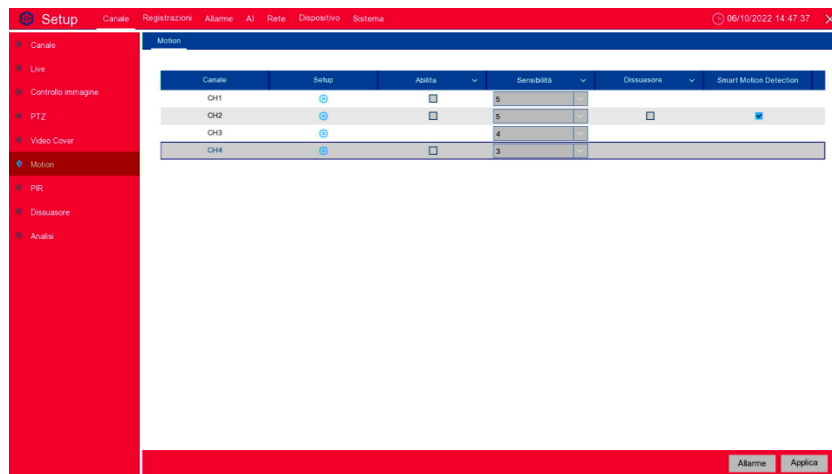 Setup Canale Registrazioni Allarme AI Rete Dispositivo Sistema 06/10/2022 14:47:37
Canale
Live
Controllo immagine
PTZ
Video Cover
Motion
PIR
Dissuasore
Analisi
Motion
Canale Setup Abilita Sensibilità Dissuasore Smart Motion Detection
CH1 5
CH2 5
CH3 4
CH4 3
Allarme Applica